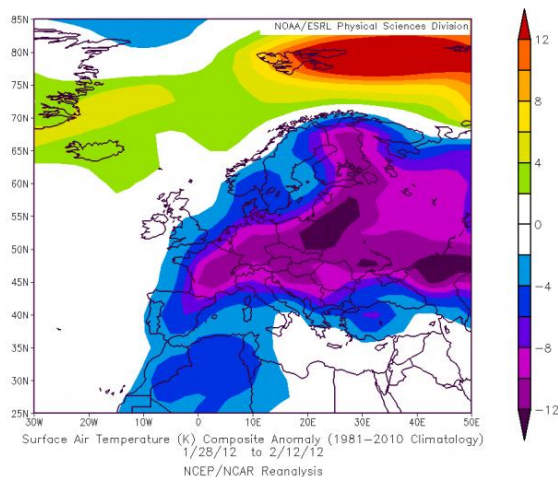 NOAA/ESRL Physical Sciences Division
85N
80N
75N
70N
65N
60N
55N
50N
45N
40N
35N
30N
25N
30W 20W 10W 0 10E 20E 30E 40E 50E
12
8
4
0
-4
-8
-12
Surface Air Temperature (K) Composite Anomaly (1981-2010 Climatology)
1/28/12 to 2/12/12
NCEP/NCAR Reanalysis